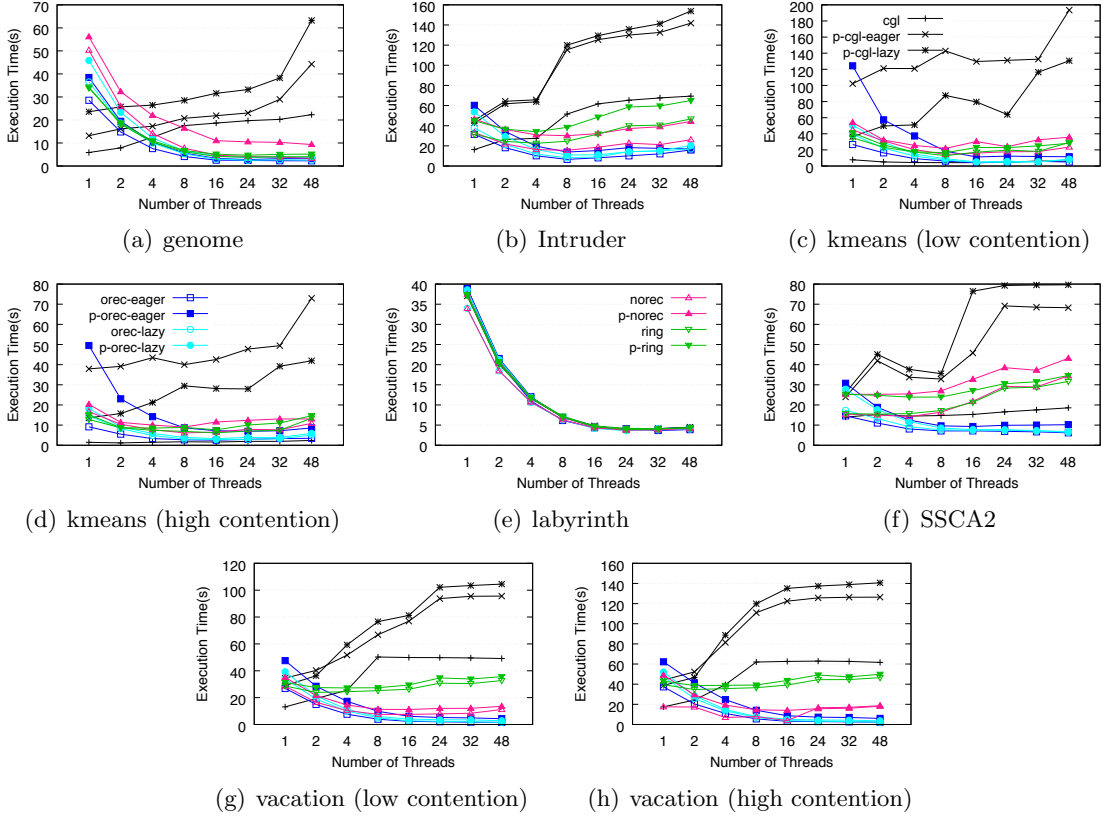 70
60
50
40
30
20
10
0
Execution Time(s)
1 2 4 8 16 24 32 48
Number of Threads
(a) genome
160
140
120
100
80
60
40
20
0
Execution Time(s)
1 2 4 8 16 24 32 48
Number of Threads
(b) Intruder
200
180
160
140
120
100
80
60
40
20
0
Execution Time(s)
cgl
p-cgl-eager
p-cgl-lazy
1 2 4 8 16 24 32 48
Number of Threads
(c) kmeans (low contention)
80
70
60
50
40
30
20
10
0
Execution Time(s)
orec-eager
p-orec-eager
orec-lazy
p-orec-lazy
1 2 4 8 16 24 32 48
Number of Threads
(d) kmeans (high contention)
40
35
30
25
20
15
10
5
0
Execution Time(s)
norec
p-norec
ring
p-ring
1 2 4 8 16 24 32 48
Number of Threads
(e) labyrinth
80
70
60
50
40
30
20
10
0
Execution Time(s)
1 2 4 8 16 24 32 48
Number of Threads
(f) SSCA2
120
100
80
60
40
20
0
Execution Time(s)
1 2 4 8 16 24 32 48
Number of Threads
(g) vacation (low contention)
160
140
120
100
80
60
40
20
0
Execution Time(s)
1 2 4 8 16 24 32 48
Number of Threads
(h) vacation (high contention)